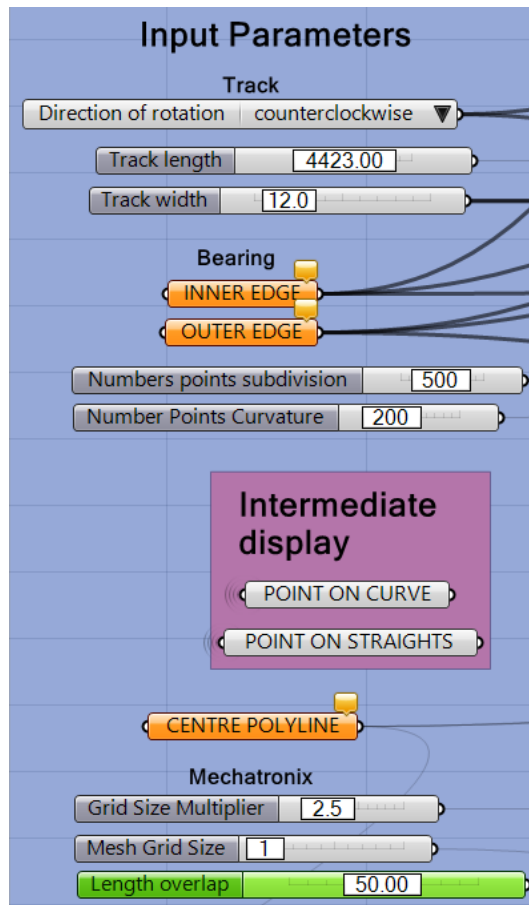 Input Parameters
Track
Direction of rotation counterclockwise
Track length 4423.00
Track width 12.0
Bearing
INNER EDGE
OUTER EDGE
Numbers points subdivision 500
Number Points Curvature 200
Intermediate
display
POINT ON CURVE
POINT ON STRAIGHTS
CENTRE POLYLINE
Mechatronix
Grid Size Multiplier 2.5
Mesh Grid Size 1
Length overlap 50.00